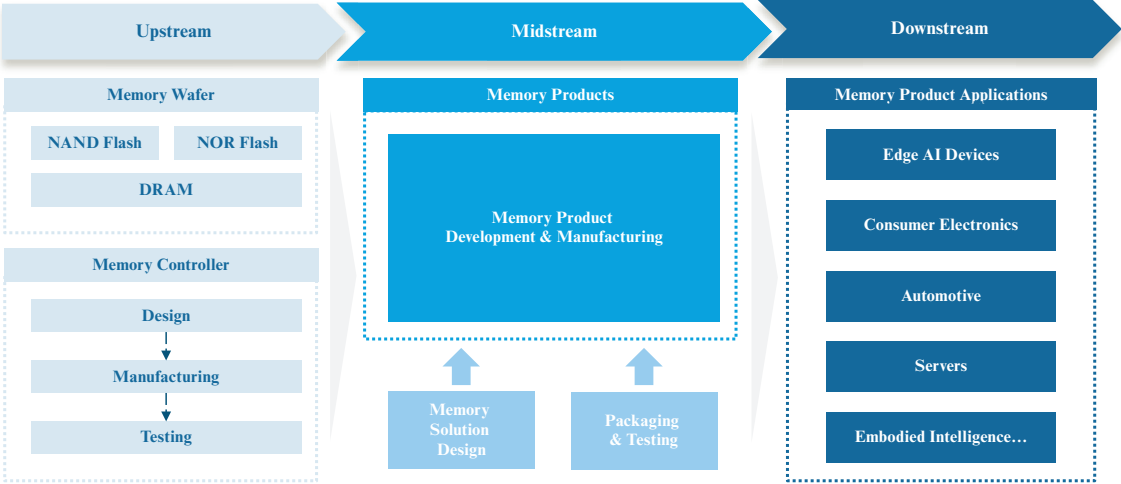 Upstream
Midstream
Downstream
Memory Wafer
NAND Flash
NOR Flash
DRAM
Memory Controller
Design
Manufacturing
Testing
Memory Products
Memory Product
Development & Manufacturing
Memory
Solution
Design
Packaging
& Testing
Memory Product Applications
Edge AI Devices
Consumer Electronics
Automotive
Servers
Embodied Intelligence…